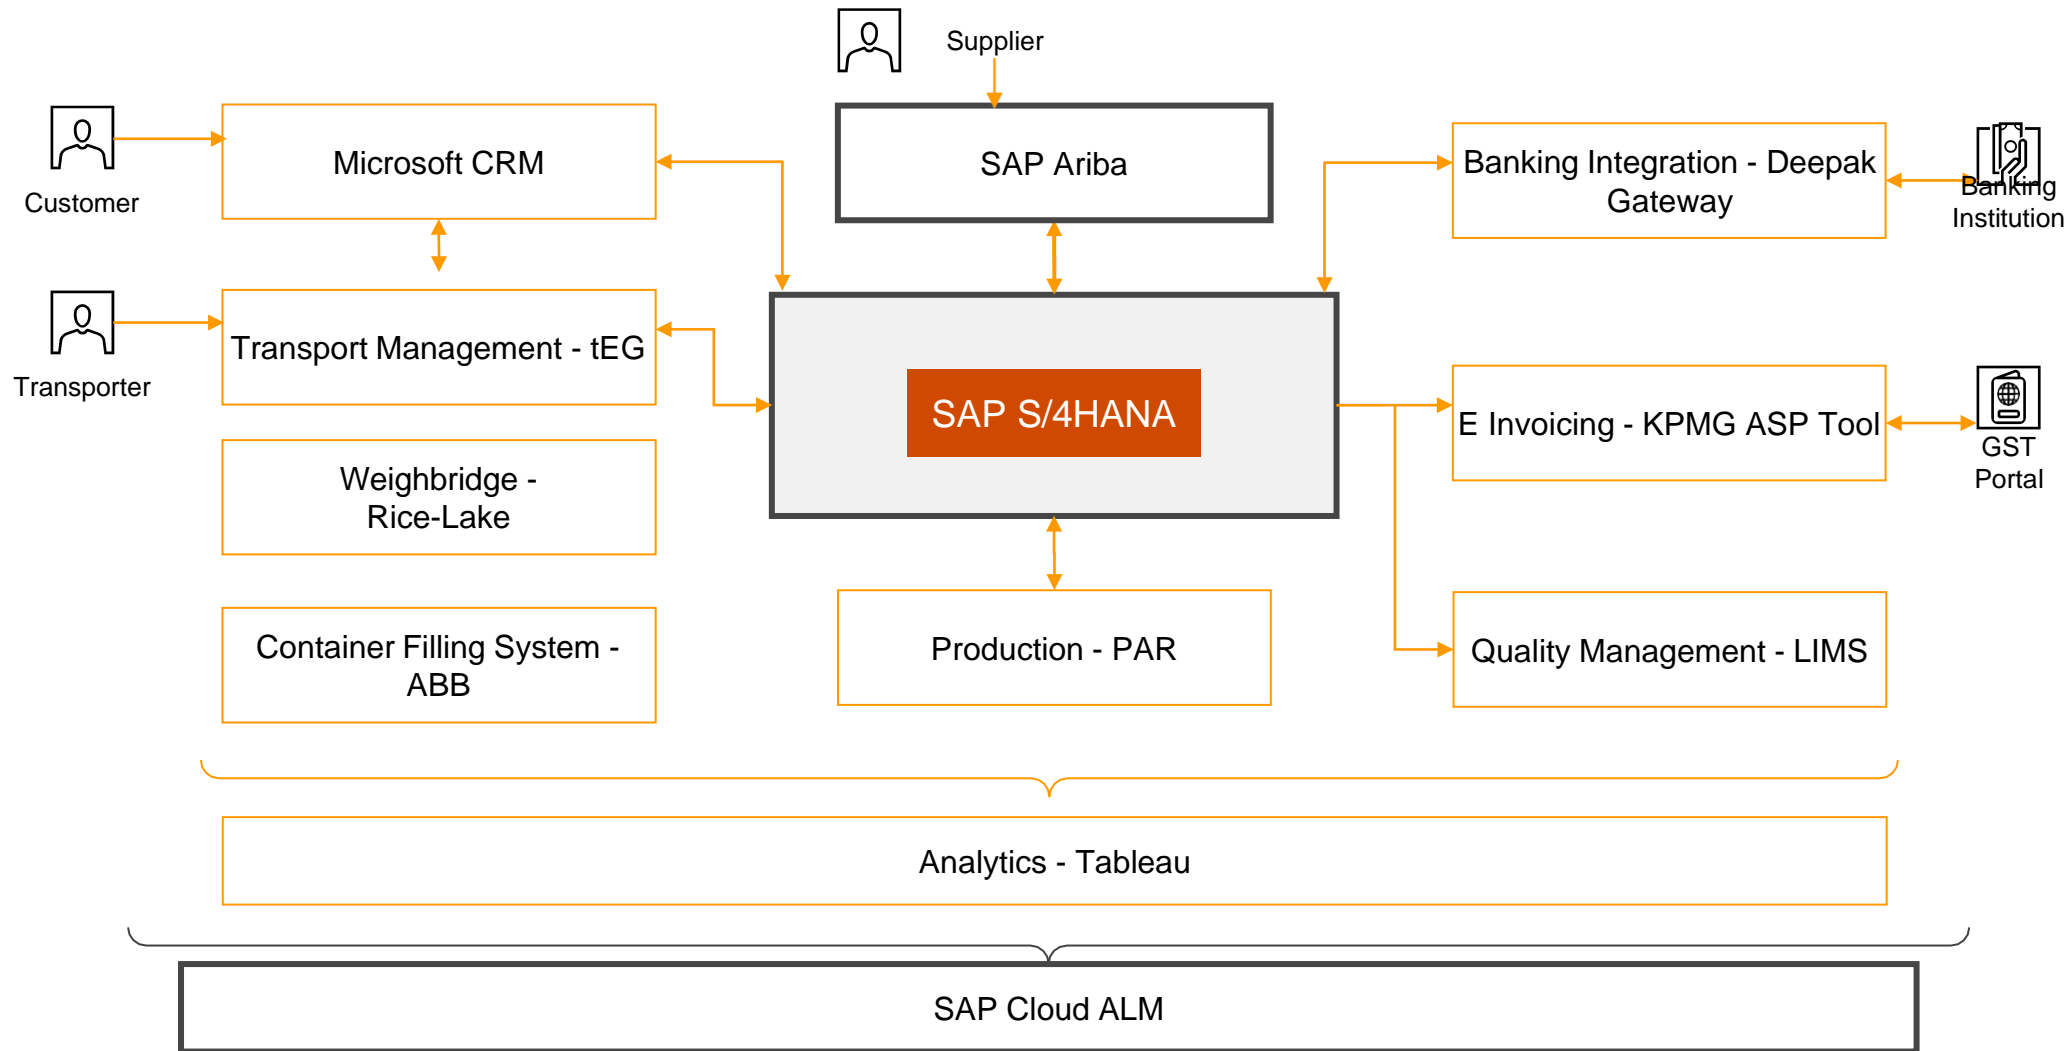 Supplier
Customer
Microsoft CRM
SAP Ariba
Banking Integration - Deepak
Gateway
Banking
Institution
Transporter
Transport Management - tEG
SAP S/4HANA
E Invoicing - KPMG ASP Tool
GST
Portal
Weighbridge -
Rice-Lake
Container Filling System -
ABB
Production - PAR
Quality Management - LIMS
Analytics - Tableau
SAP Cloud ALM